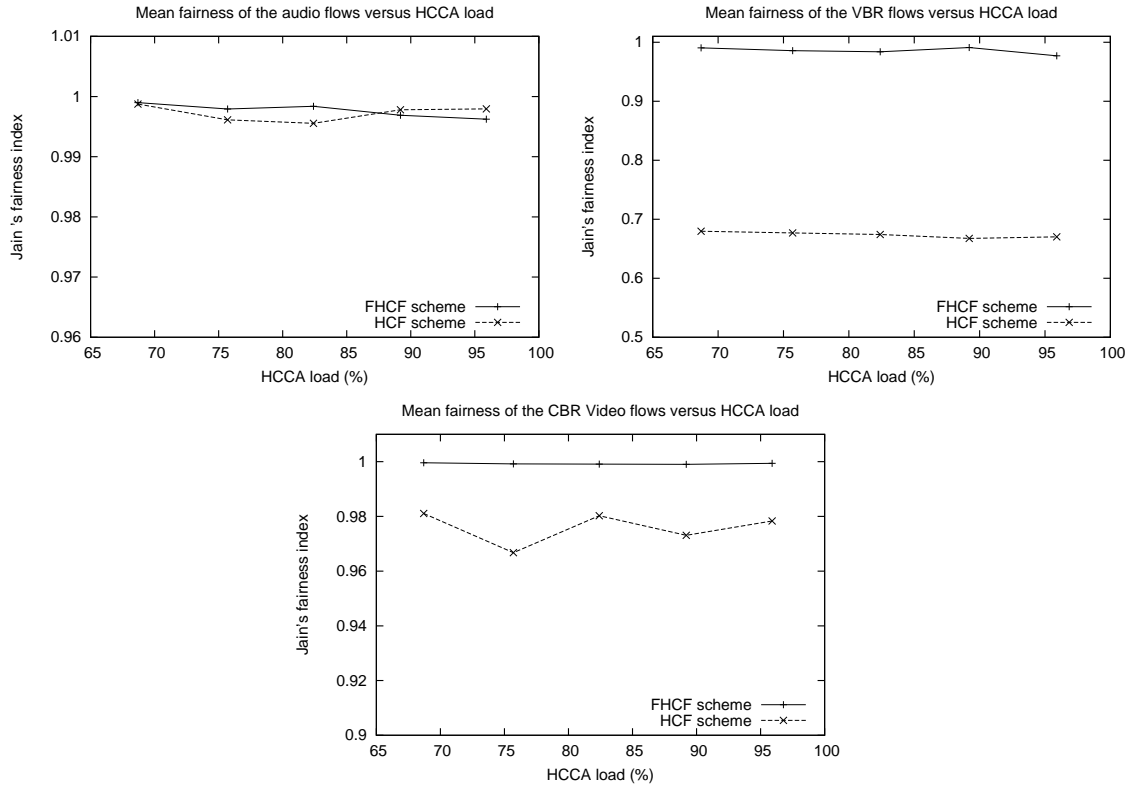 Mean fairness of the audio flows versus HCCA load
1.01
1
0.99
0.98
0.97
0.96
Jain 's fairness index
FHCF scheme
HCF scheme
65 70 75 80 85 90 95 100
HCCA load (%)
Mean fairness of the VBR flows versus HCCA load
1
0.9
0.8
0.7
0.6
0.5
Jain's fairness index
FHCF scheme
HCF scheme
65 70 75 80 85 90 95 100
HCCA load (%)
Mean fairness of the CBR Video flows versus HCCA load
1
0.98
0.96
0.94
0.92
0.9
Jain's fairness index
FHCF scheme
HCF scheme
65 70 75 80 85 90 95 100
HCCA load (%)